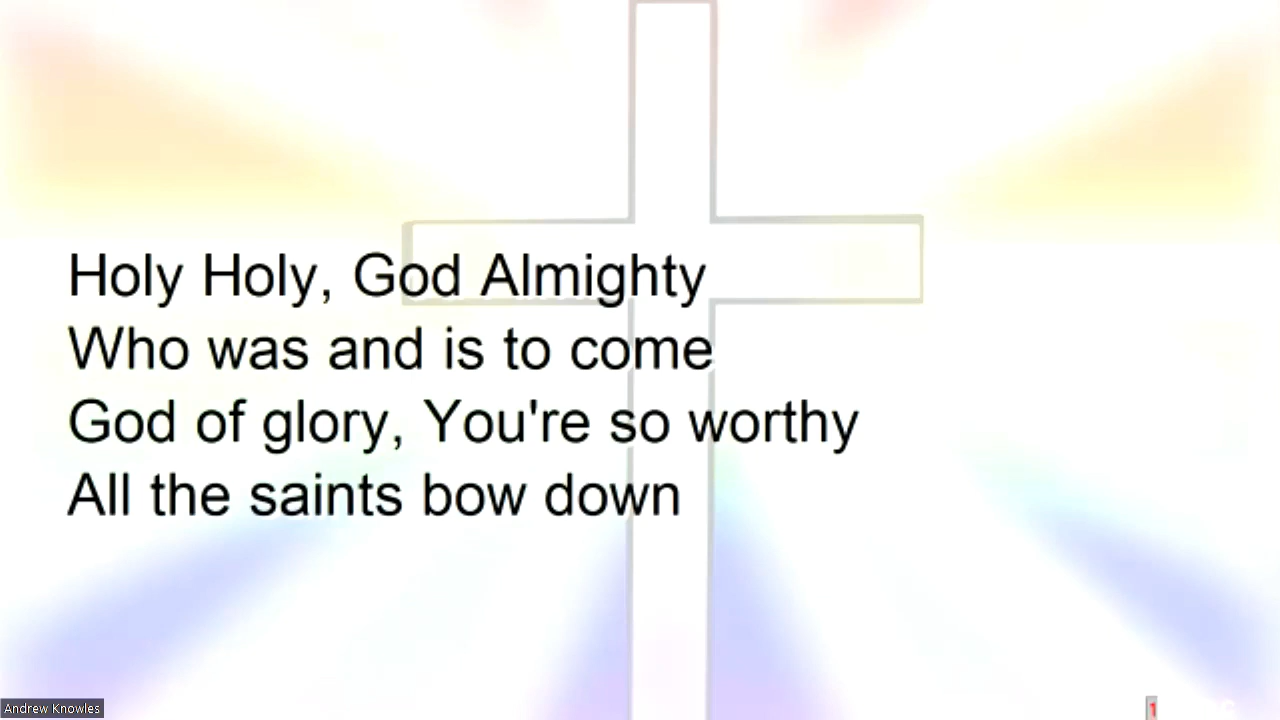 Holy Holy, God Almighty
Who was and is to come
God of glory, You're so worthy
All the saints bow down
Andrew Knowles
1